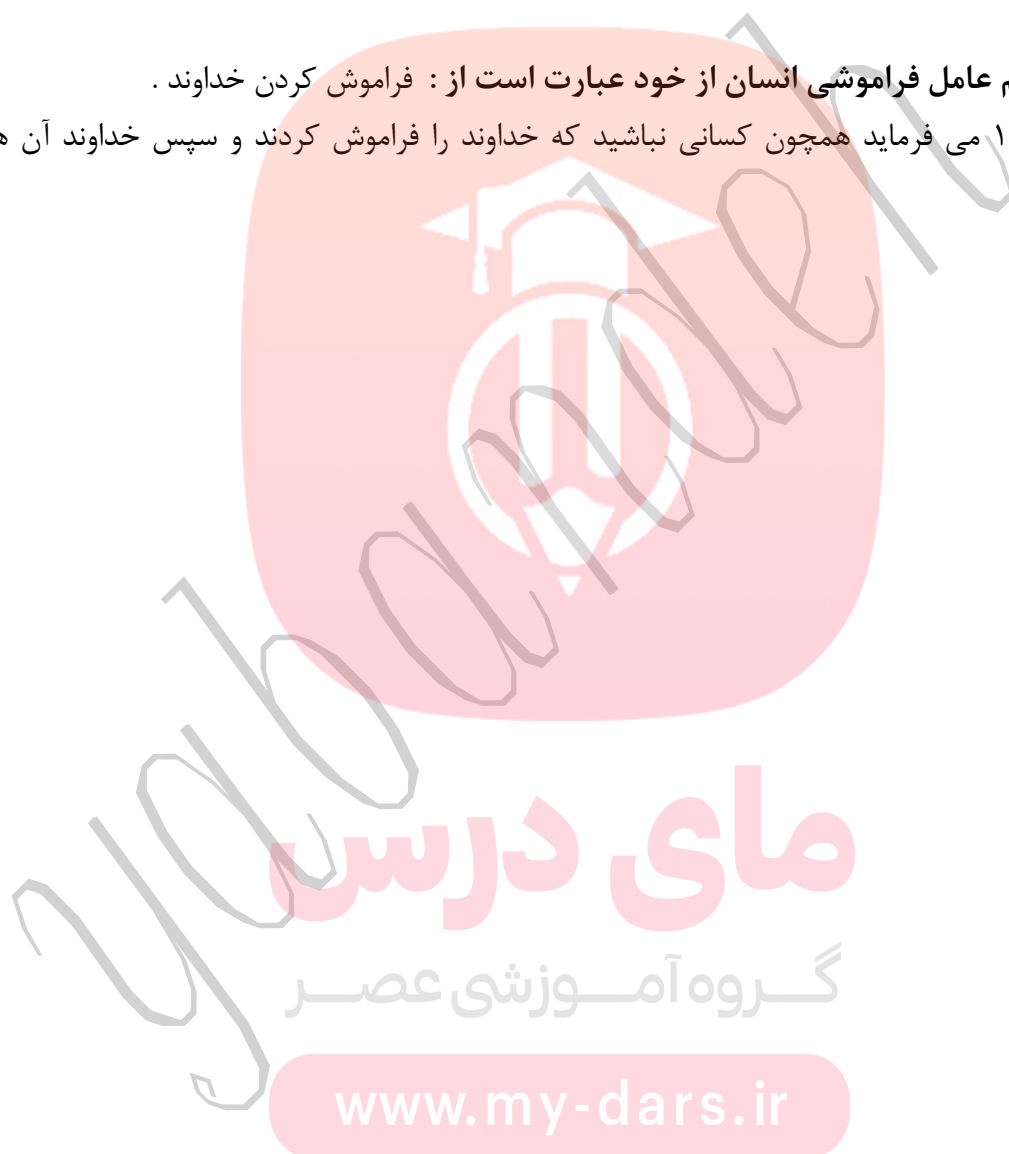 م عامل فراموشی انسان از خود عبارت است از : فراموش کردن خداوند .
۱ می فرماید همچون کسانی نباشید که خداوند را فراموش کردند و سپس خداوند آن ه
مای درس
گـــروه آمـــوزشی عصـــر
www.my-dars.ir